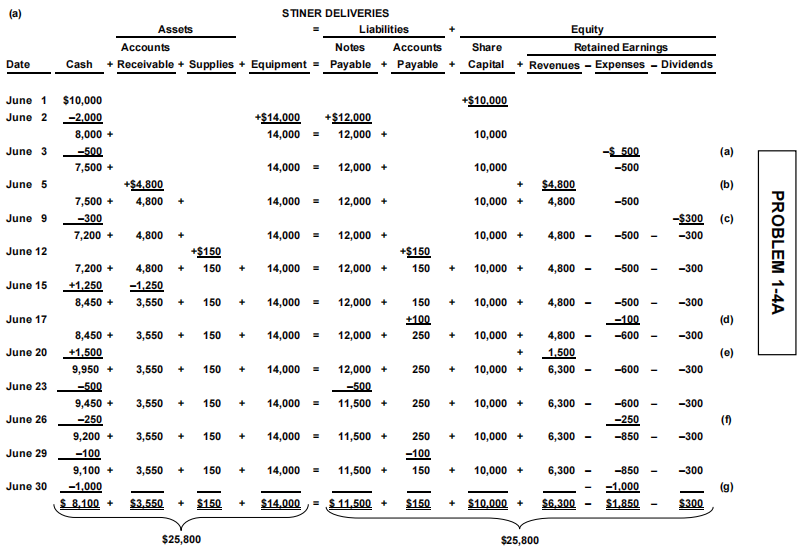 (a) STINER DELIVERIES
Assets = Liabilities + Equity
Accounts Notes Accounts Share Retained Earnings
Date Cash + Receivable + Supplies + Equipment = Payable + Payable + Capital + Revenues – Expenses – Dividends
June 1 $10,000 +$10,000
June 2 –2,000 +$14,000 +$12,000
8,000 + 14,000 = 12,000 + 10,000
June 3 –500 –$ 500 (a)
7,500 + 14,000 = 12,000 + 10,000 –500
June 5 +$4,800 + $4,800 (b)
7,500 + 4,800 + 14,000 = 12,000 + 10,000 + 4,800 –500
June 9 –300 –$300 (c)
7,200 + 4,800 + 14,000 = 12,000 + 10,000 + 4,800 – –500 – –300
June 12 +$150 +$150
7,200 + 4,800 + 150 + 14,000 = 12,000 + 150 + 10,000 + 4,800 – –500 – –300
June 15 +1,250 –1,250
8,450 + 3,550 + 150 + 14,000 = 12,000 + 150 + 10,000 + 4,800 – –500 – –300
June 17 +100 –100 (d)
8,450 + 3,550 + 150 + 14,000 = 12,000 + 250 + 10,000 + 4,800 – –600 – –300
June 20 +1,500 + 1,500 (e)
9,950 + 3,550 + 150 + 14,000 = 12,000 + 250 + 10,000 + 6,300 – –600 – –300
June 23 –500 –500
9,450 + 3,550 + 150 + 14,000 = 11,500 + 250 + 10,000 + 6,300 – –600 – –300
June 26 –250 –250 (f)
9,200 + 3,550 + 150 + 14,000 = 11,500 + 250 + 10,000 + 6,300 – –850 – –300
June 29 –100 –100
9,100 + 3,550 + 150 + 14,000 = 11,500 + 150 + 10,000 + 6,300 – –850 – –300
June 30 –1,000 – –1,000 (g)
$ 8,100 + $3,550 + $150 + $14,000 = $ 11,500 + $150 + $10,000 + $6,300 – $1,850 – $300
$25,800 $25,800
PROBLEM 1-4A